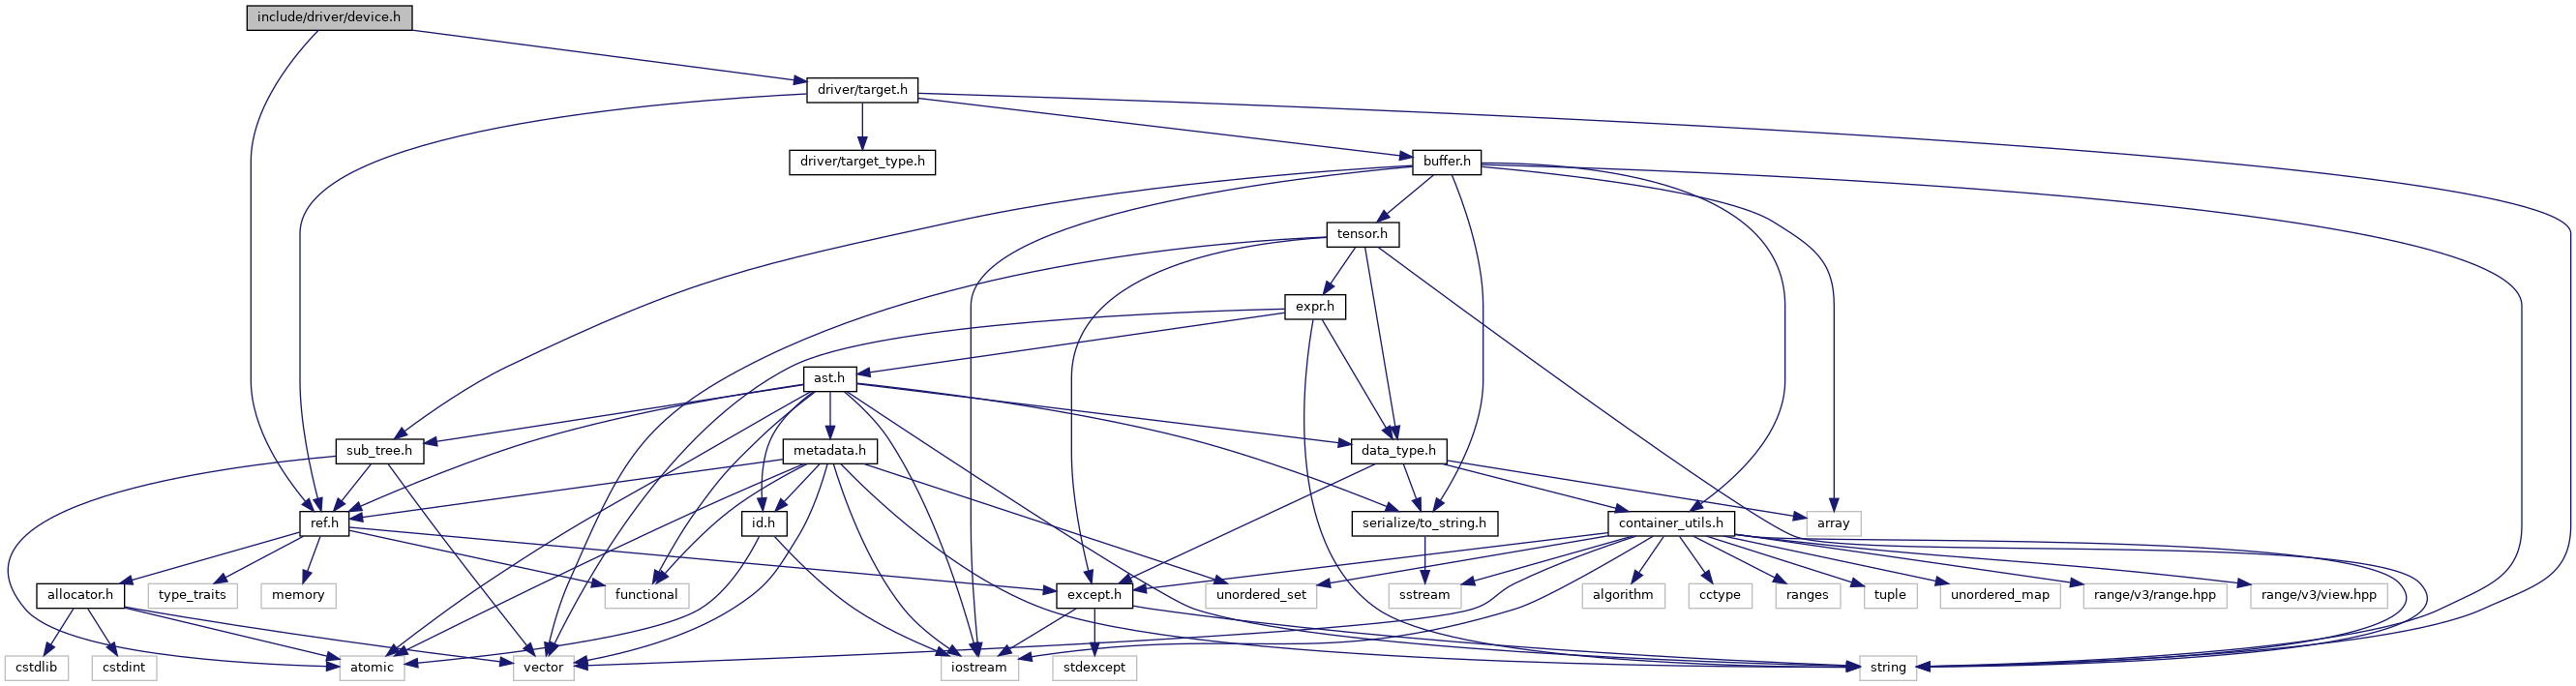 include/driver/device.h
driver/target.h
driver/target_type.h
buffer.h
tensor.h
expr.h
ast.h
sub_tree.h
metadata.h
data_type.h
ref.h
id.h
serialize/to_string.h
container_utils.h
array
allocator.h
type_traits
memory
functional
except.h
unordered_set
sstream
algorithm
cctype
ranges
tuple
unordered_map
range/v3/range.hpp
range/v3/view.hpp
cstdlib
cstdint
atomic
vector
iostream
stdexcept
string